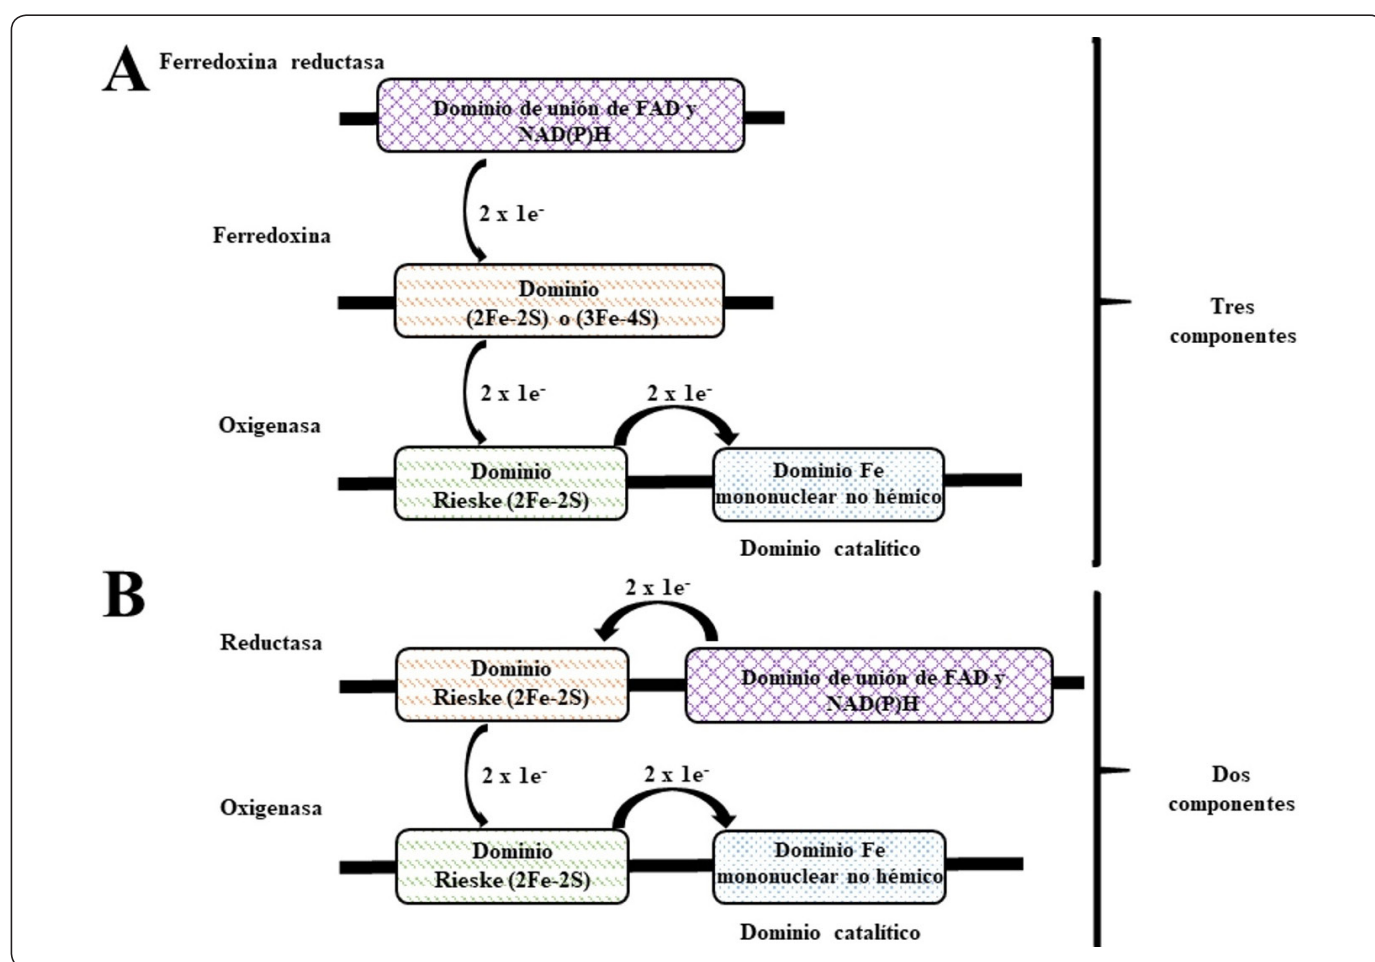 A
Ferredoxina reductasa
Dominio de unión de FAD y
NAD(P)H
2 x 1e-
Ferredoxina
Dominio
(2Fe-2S) o (3Fe-4S)
Tres
componentes
2 x 1e-
2 x 1e-
Oxigenasa
Dominio
Rieske (2Fe-2S)
Dominio Fe
mononuclear no hémico
Dominio catalítico
B
2 x 1e-
Reductasa
Dominio
Rieske (2Fe-2S)
Dominio de unión de FAD y
NAD(P)H
2 x 1e-
2 x 1e-
Dos
componentes
Oxigenasa
Dominio
Rieske (2Fe-2S)
Dominio Fe
mononuclear no hémico
Dominio catalítico